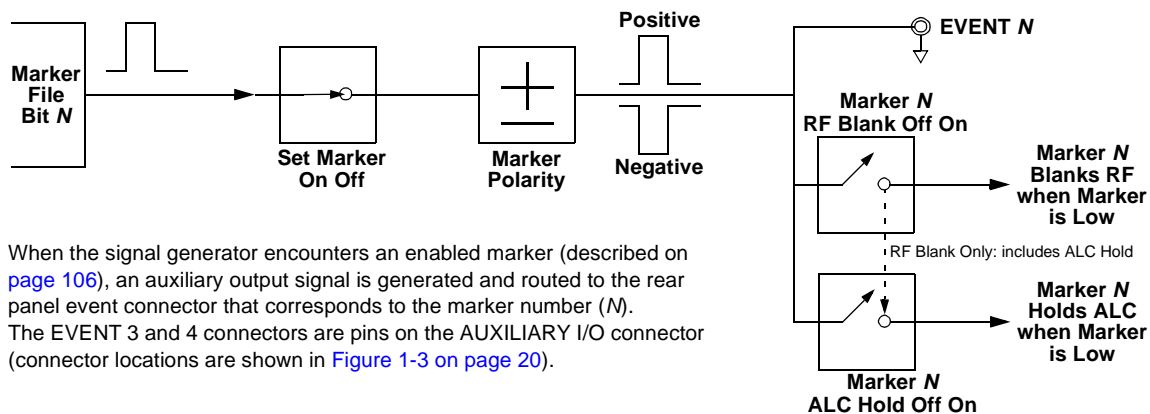 Marker
File
Bit N
Set Marker
On Off
Marker
Polarity
Positive
Negative
EVENT N
Marker N
RF Blank Off On
Marker N
Blanks RF
when Marker
is Low
RF Blank Only: includes ALC Hold
Marker N
Holds ALC
when Marker
is Low
Marker N
ALC Hold Off On
When the signal generator encounters an enabled marker (described on
page 106), an auxiliary output signal is generated and routed to the rear
panel event connector that corresponds to the marker number (N).
The EVENT 3 and 4 connectors are pins on the AUXILIARY I/O connector
(connector locations are shown in Figure 1-3 on page 20).